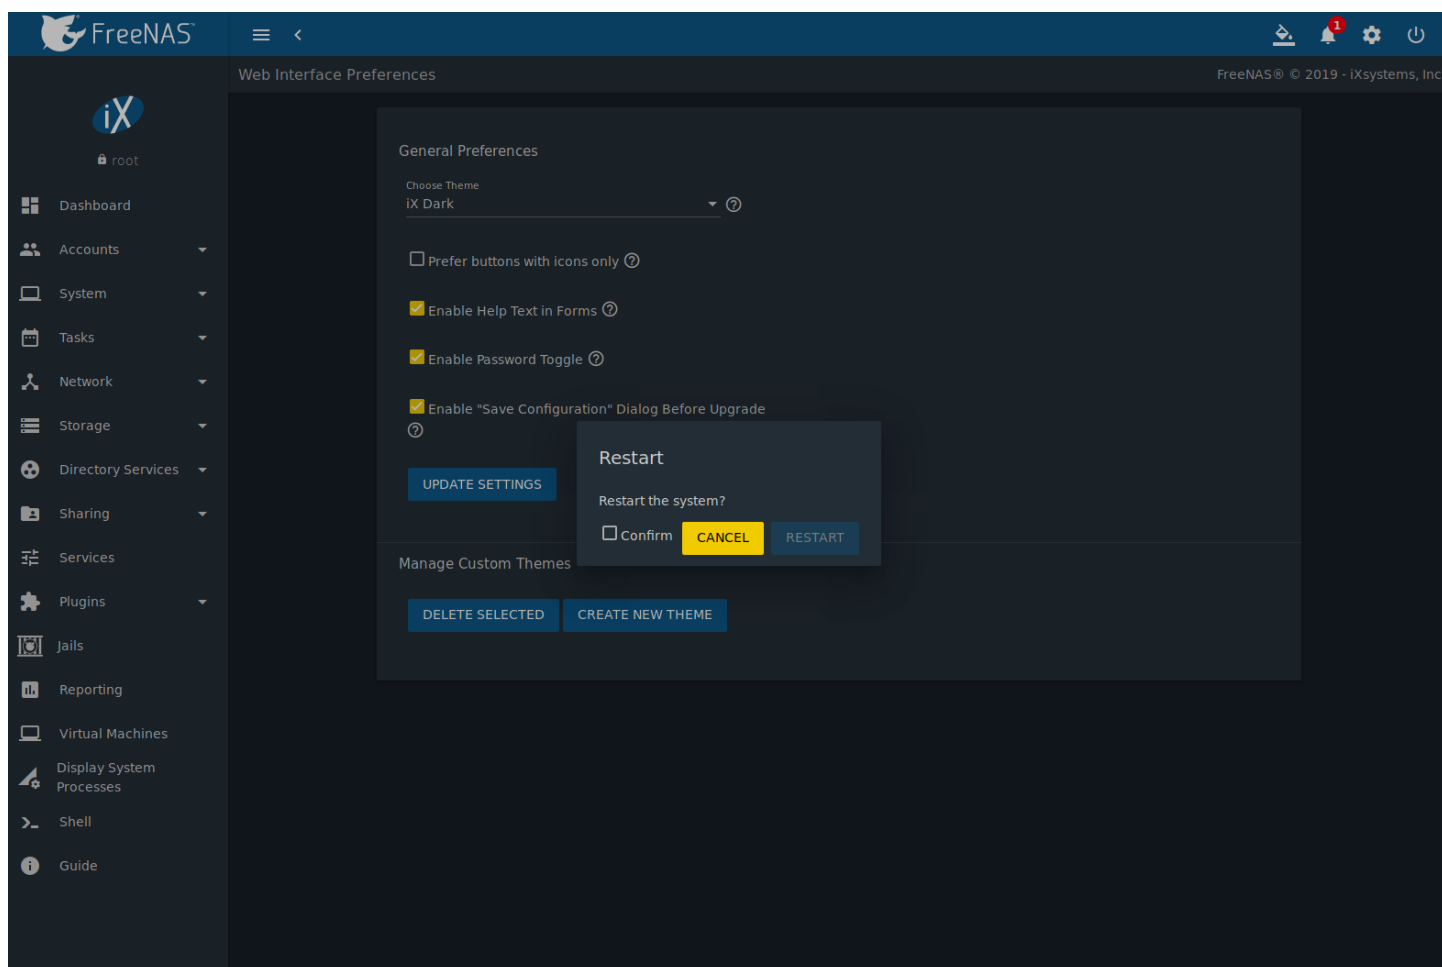 FreeNAS™
1
Web Interface Preferences
FreeNAS® © 2019 - iXsystems, Inc
iX
root
Dashboard
Accounts
System
Tasks
Network
Storage
Directory Services
Sharing
Services
Plugins
Jails
Reporting
Virtual Machines
Display System
Processes
Shell
Guide
General Preferences
Choose Theme
iX Dark
Prefer buttons with icons only
Enable Help Text in Forms
Enable Password Toggle
Enable "Save Configuration" Dialog Before Upgrade
UPDATE SETTINGS
Restart
Restart the system?
Confirm
CANCEL
RESTART
Manage Custom Themes
DELETE SELECTED
CREATE NEW THEME